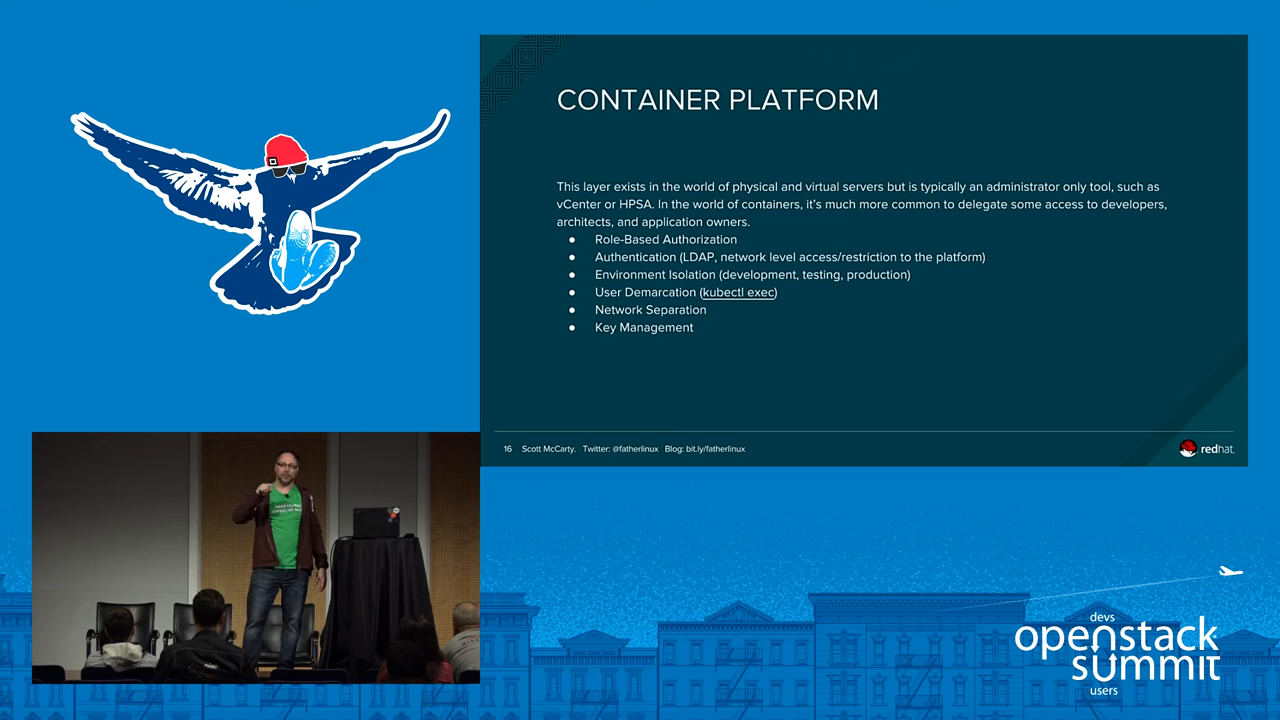 CONTAINER PLATFORM
This layer exists in the world of physical and virtual servers but is typically an administrator only tool, such as
vCenter or HPSA. In the world of containers, it's much more common to delegate some access to developers,
architects, and application owners.
● Role-Based Authorization
● Authentication (LDAP, network level access/restriction to the platform)
● Environment Isolation (development, testing, production)
● User Demarcation (kubectl exec)
● Network Separation
● Key Management
16 Scott McCarty. Twitter: @fatherlinux Blog: bit.ly/fatherlinux
redhat.
devs
openstack
summit
users